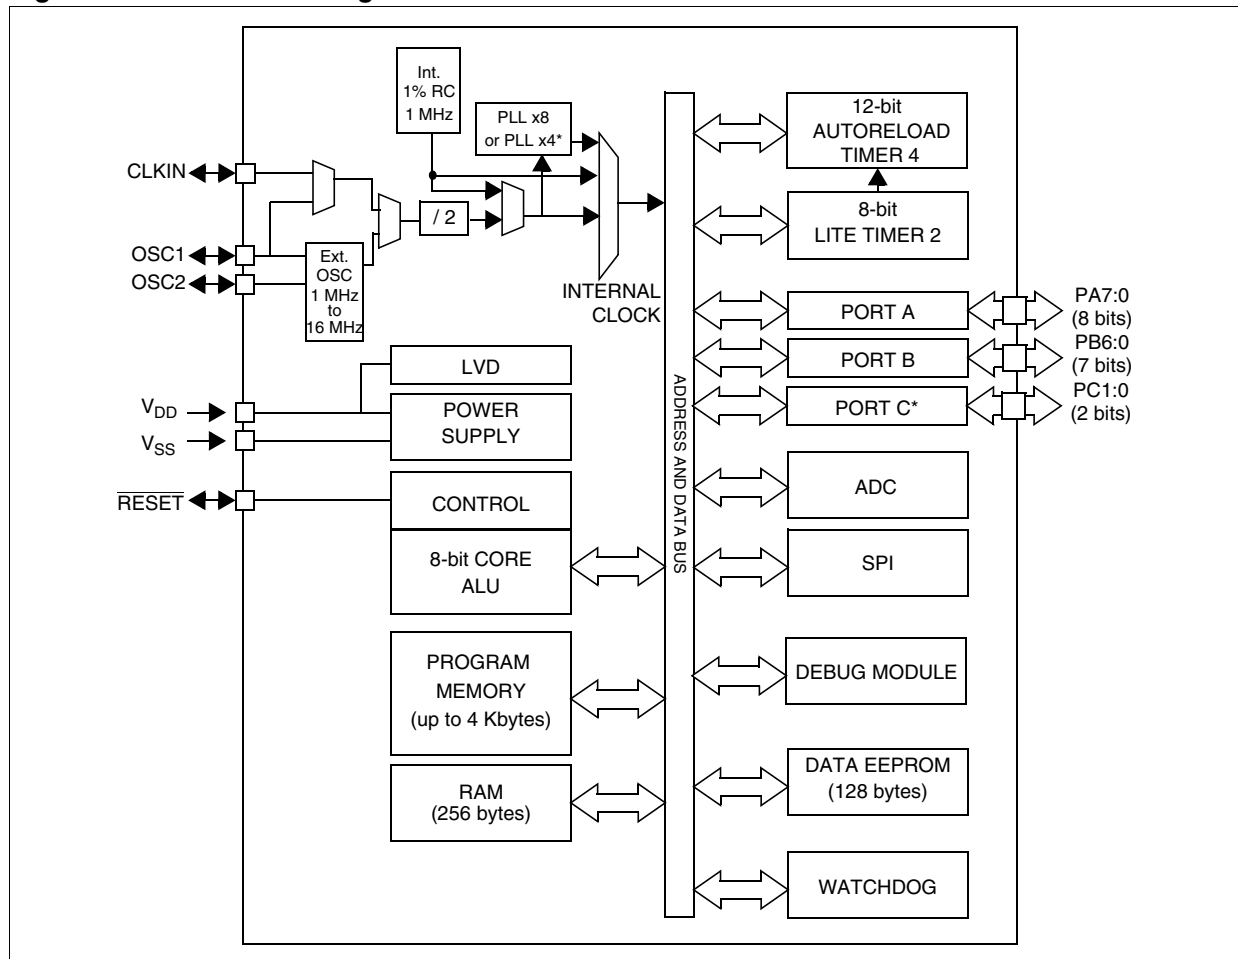 Int.
1% RC
1 MHz
PLL x8
or PLL x4*
12-bit
AUTORELOAD
TIMER 4
CLKIN
/ 2
8-bit
LITE TIMER 2
OSC1
OSC2
Ext.
OSC
1 MHz
to
16 MHz
INTERNAL
CLOCK
PORT A
PA7:0
(8 bits)
PORT B
PB6:0
(7 bits)
PORT C*
PC1:0
(2 bits)
LVD
VDD
VSS
POWER
SUPPLY
ADDRESS AND DATA BUS
RESET
CONTROL
ADC
8-bit CORE
ALU
SPI
PROGRAM
MEMORY
(up to 4 Kbytes)
DEBUG MODULE
RAM
(256 bytes)
DATA EEPROM
(128 bytes)
WATCHDOG